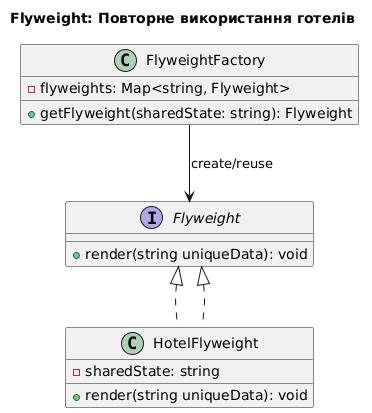 Flyweight: Повторне використання готелів
C FlyweightFactory
flyweights: Map<string, Flyweight>
getFlyweight(sharedState: string): Flyweight
create/reuse
I Flyweight
render(string uniqueData): void
C HotelFlyweight
sharedState: string
render(string uniqueData): void